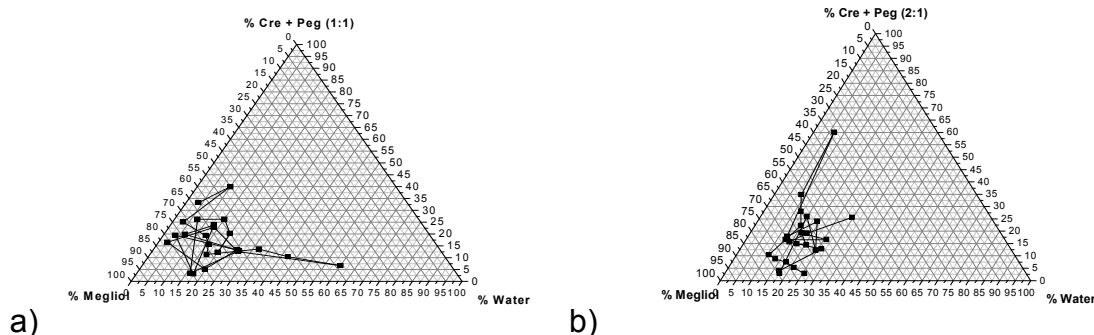 % Cre + Peg (1:1)
0 5 10 15 20 25 30 35 40 45 50 55 60 65 70 75 80 85 90 95 100
100 95 90 85 80 75 70 65 60 55 50 45 40 35 30 25 20 15 10 5 0
0 5 10 15 20 25 30 35 40 45 50 55 60 65 70 75 80 85 90 95 100
% Megliol
% Water
a)
% Cre + Peg (2:1)
0 5 10 15 20 25 30 35 40 45 50 55 60 65 70 75 80 85 90 95 100
100 95 90 85 80 75 70 65 60 55 50 45 40 35 30 25 20 15 10 5 0
0 5 10 15 20 25 30 35 40 45 50 55 60 65 70 75 80 85 90 95 100
% Megliol
% Water
b)